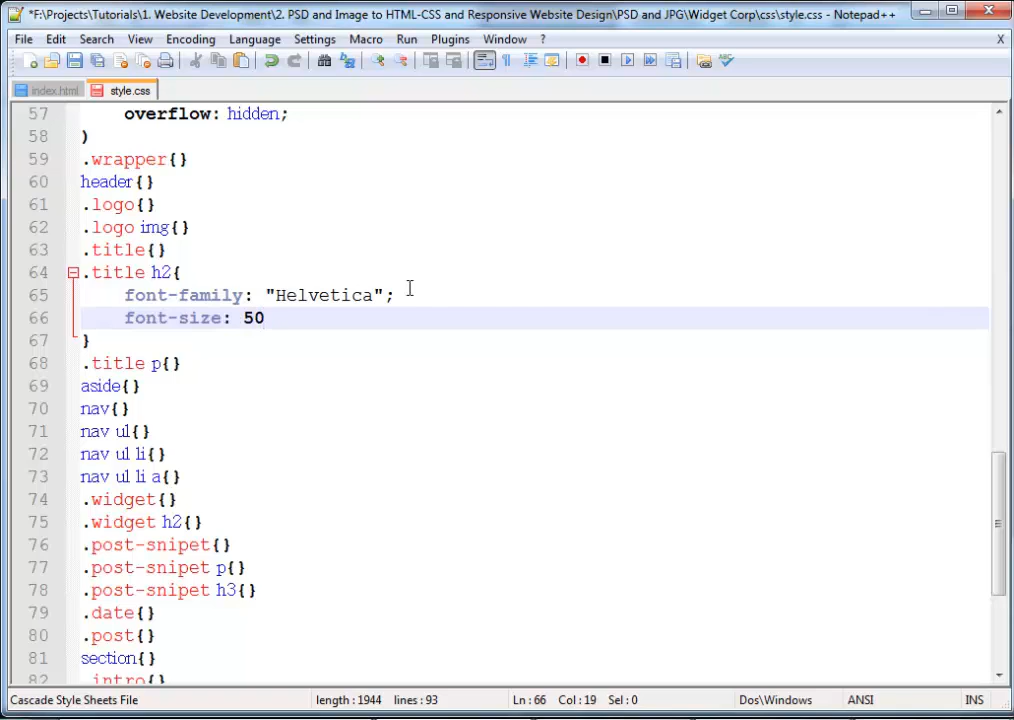 *F:\Projects\Tutorials\1. Website Development\2. PSD and Image to HTML-CSS and Responsive Website Design\PSD and JPG\Widget Corp\css\style.css - Notepad++
File Edit Search View Encoding Language Settings Macro Run Plugins Window ? X
index.html style.css
57 overflow: hidden;
58 }
59 .wrapper{}
60 header{}
61 .logo{}
62 .logo img{}
63 .title{}
64 .title h2{
65 font-family: "Helvetica";
66 font-size: 50
67 }
68 .title p{}
69 aside{}
70 nav{}
71 nav ul{}
72 nav ul li{}
73 nav ul li a{}
74 .widget{}
75 .widget h2{}
76 .post-snipet{}
77 .post-snipet p{}
78 .post-snipet h3{}
79 .date{}
80 .post{}
81 section{}
82 .intro{}
Cascade Style Sheets File length : 1944 lines : 93 Ln : 66 Col : 19 Sel : 0 Dos\Windows ANSI INS